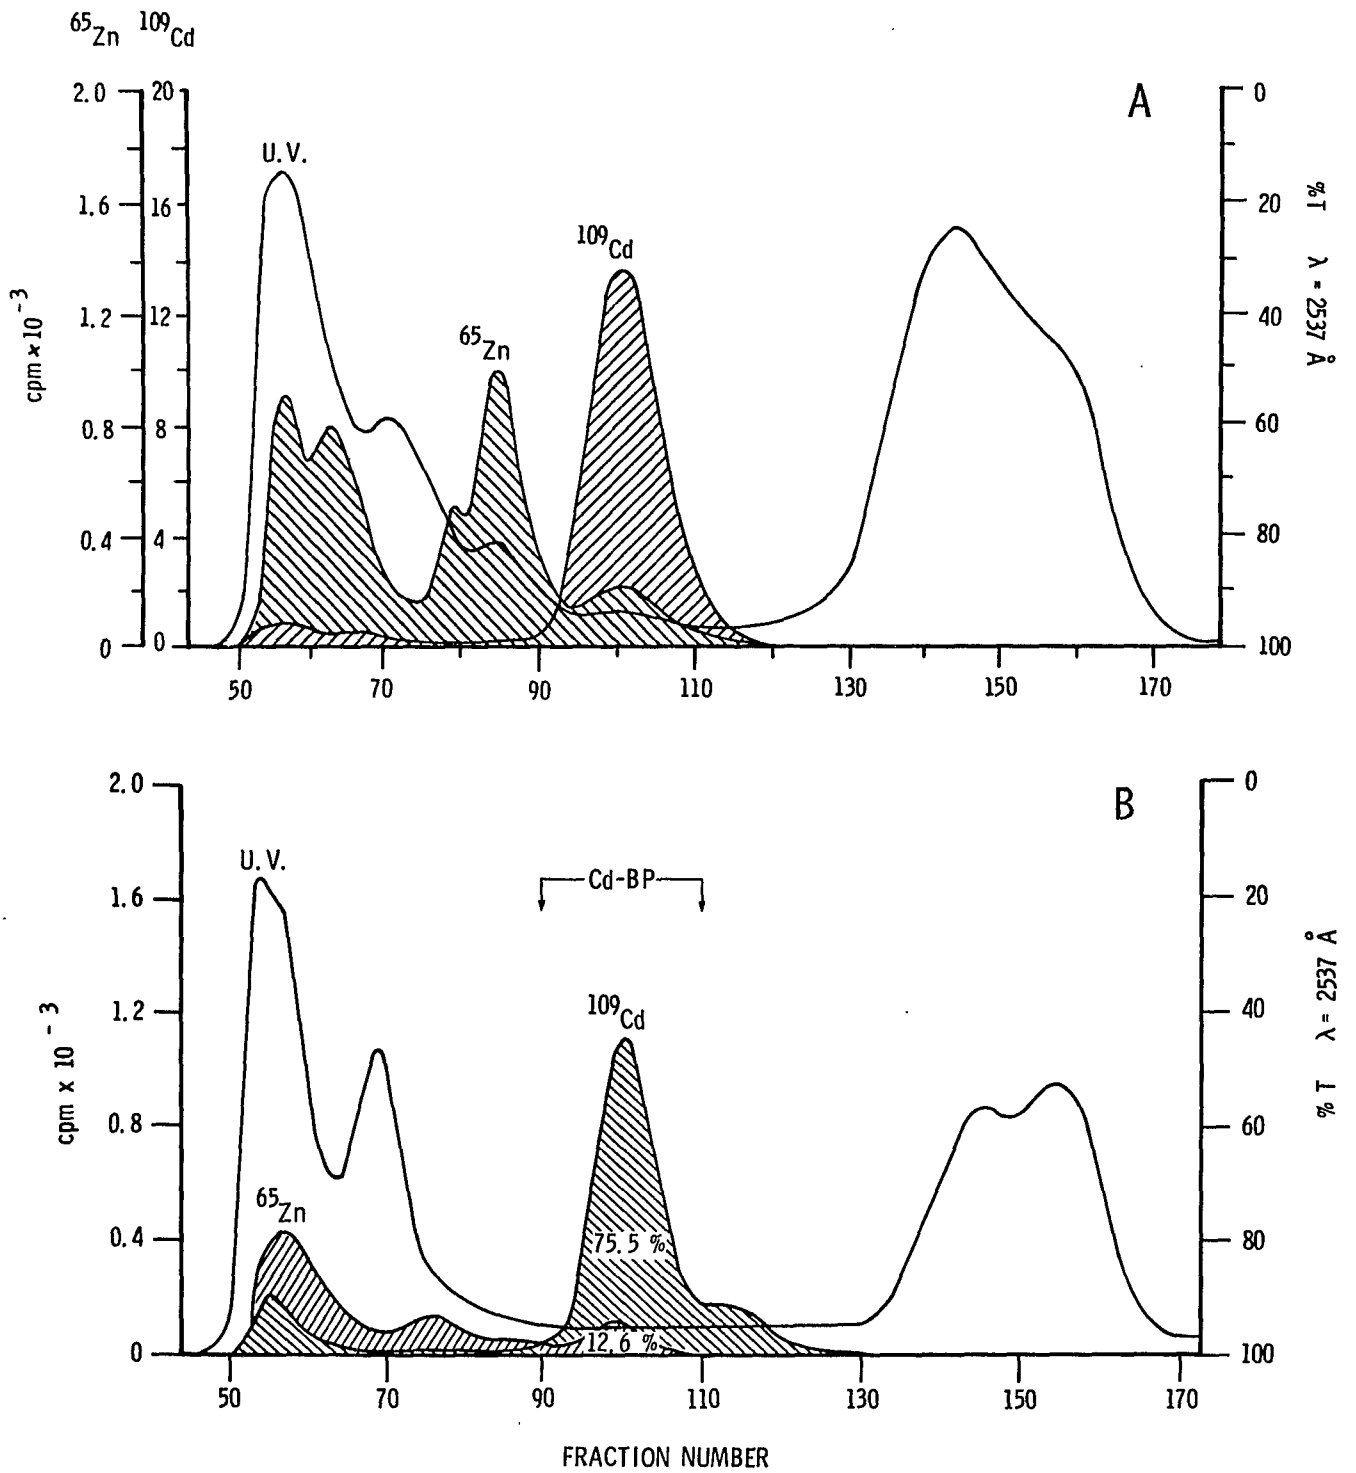 65Zn 109Cd
2.0 20 A 0
U.V.
1.6 16 20
109Cd
1.2 12 40
65Zn
0.8 8 60
0.4 4 80
0 0 100
cpm x 10 -3
%T λ = 2537 Å
50 70 90 110 130 150 170
2.0 B 0
U.V.
Cd-BP
1.6 20
109Cd
1.2 40
0.8 60
65Zn
0.4 75.5 % 80
12.6 %
0 100
cpm x 10 -3
% T λ = 2537 Å
50 70 90 110 130 150 170
FRACTION NUMBER